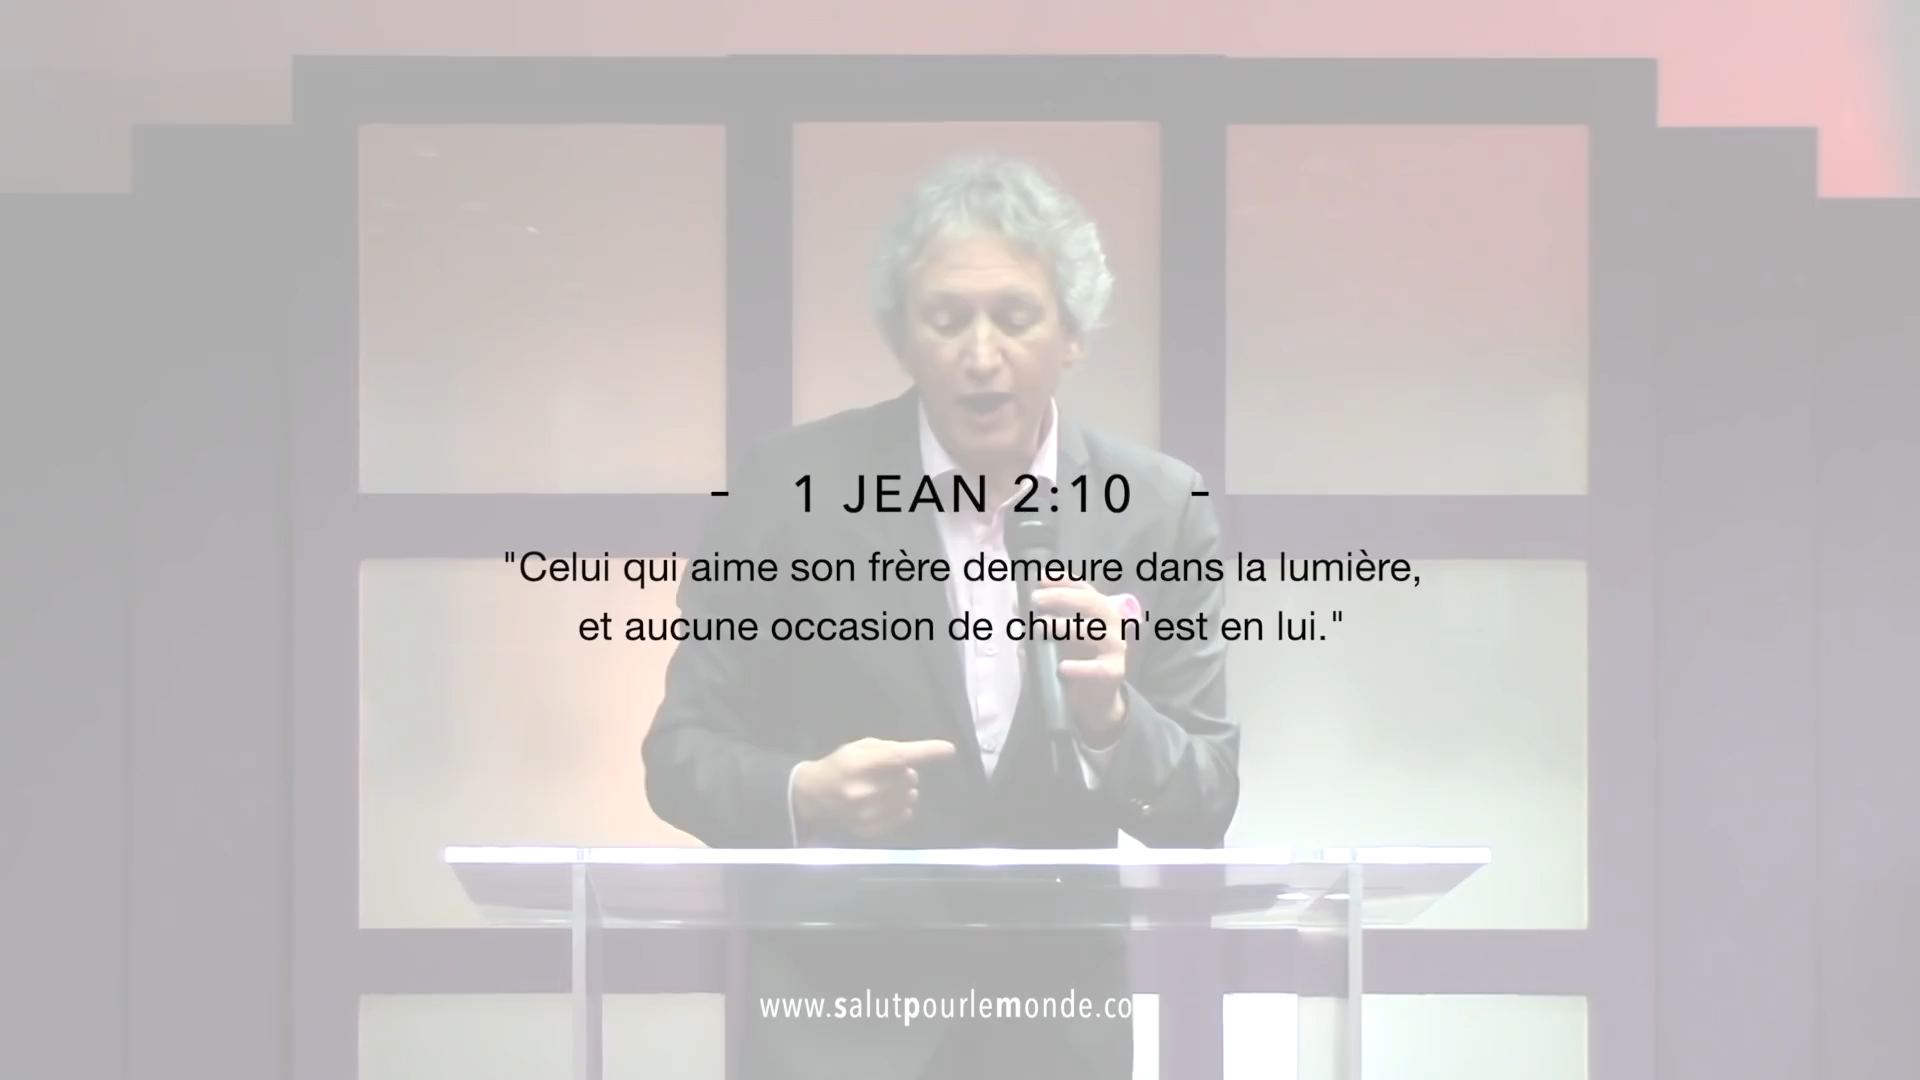 - 1 JEAN 2:10 -
"Celui qui aime son frère demeure dans la lumière,
et aucune occasion de chute n'est en lui."
www.salutpourlemonde.co